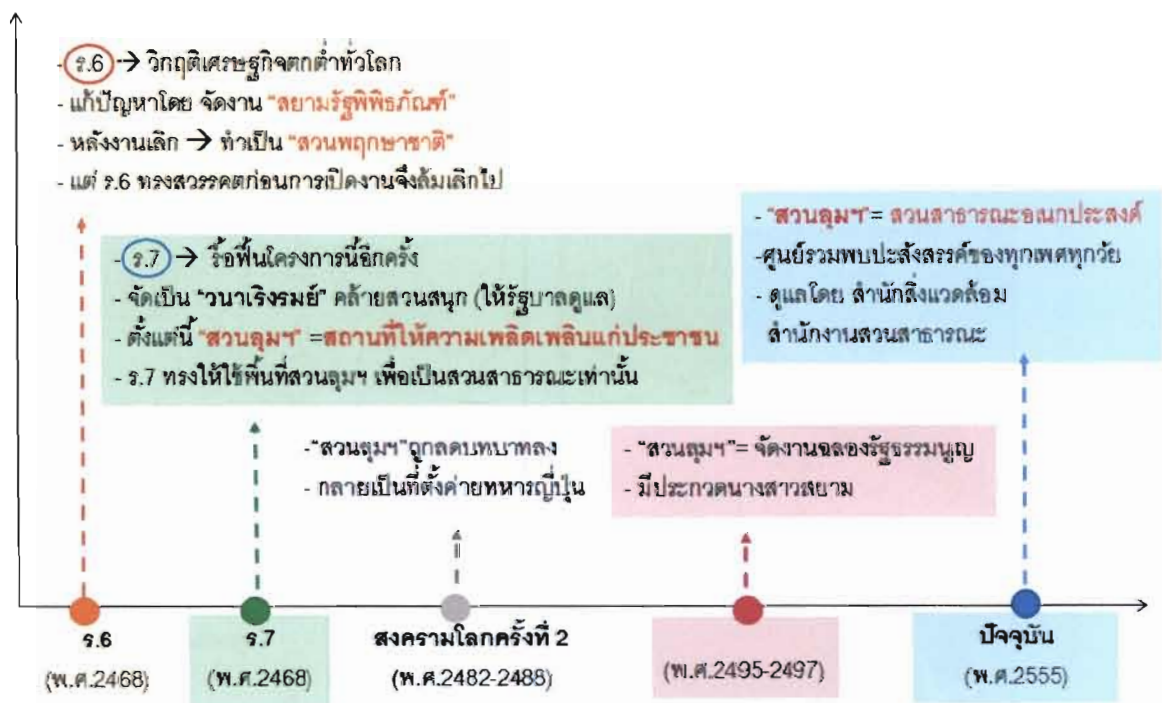 - ร.6 → วิกฤติเศรษฐกิจตกต่ำทั่วโลก
- แก้ปัญหาโดย จัดงาน "สยามรัฐพิพิธภัณฑ์"
- หลังงานเลิก → ทำเป็น "สวนพฤกษาชาติ"
- แต่ ร.6 ทรงสวรรคตก่อนการเปิดงานจึงล้มเลิกไป
- ร.7 → รื้อฟื้นโครงการนี้อีกครั้ง
- จัดเป็น "วนาเริงรมย์" คล้ายสวนสนุก (ให้รัฐบาลดูแล)
- ตั้งแต่นี้ "สวนลุมฯ" =สถานที่ให้ความเพลิดเพลินแก่ประชาชน
- ร.7 ทรงให้ใช้พื้นที่สวนลุมฯ เพื่อเป็นสวนสาธารณะเท่านั้น
- "สวนลุมฯ"ถูกลดบทบาทลง
- กลายเป็นที่ตั้งค่ายทหารญี่ปุ่น
- "สวนลุมฯ"= จัดงานฉลองรัฐธรรมนูญ
- มีประกวดนางสาวสยาม
- "สวนลุมฯ"= สวนสาธารณะอเนกประสงค์
-ศูนย์รวมพบปะสังสรรค์ของทุกเพศทุกวัย
- ดูแลโดย สำนักสิ่งแวดล้อม
สำนักงานสวนสาธารณะ
ร.6
(พ.ศ.2468)
ร.7
(พ.ศ.2468)
สงครามโลกครั้งที่ 2
(พ.ศ.2482-2488)
(พ.ศ.2495-2497)
ปัจจุบัน
(พ.ศ.2555)